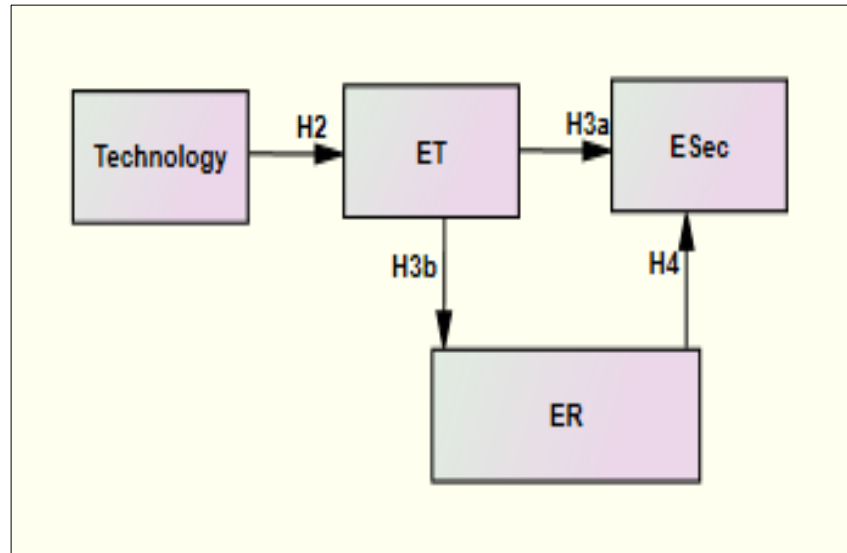 Technology
H2
ET
H3a
ESec
H3b
H4
ER